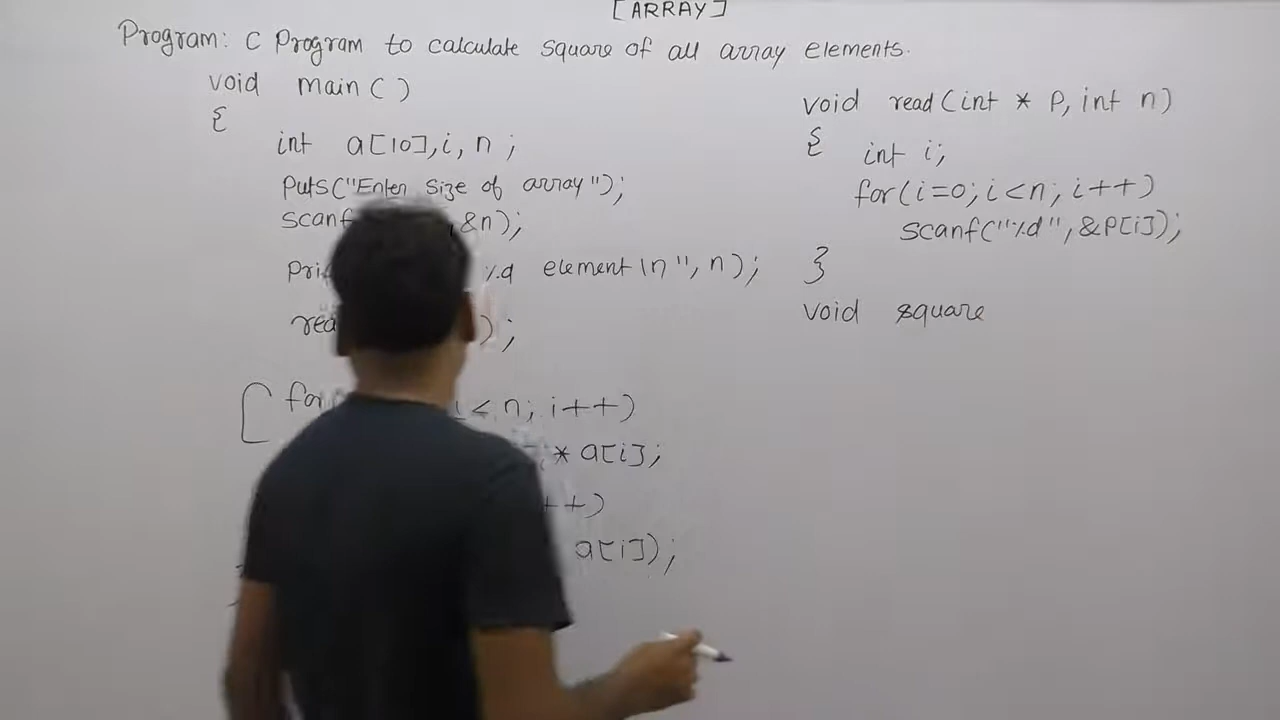 [ARRAY]
Program: C Program to calculate square of all array elements.
void main( )
{
int a[10],i, n ;
puts("Enter size of array");
scanf ,&n);
%d element\n", n);
);
for i< n; i++)
* a[i];
++)
a[i]);
void read(int * P, int n)
{ int i;
for(i=0; i<n; i++)
scanf("%d", &P[i]);
}
void square